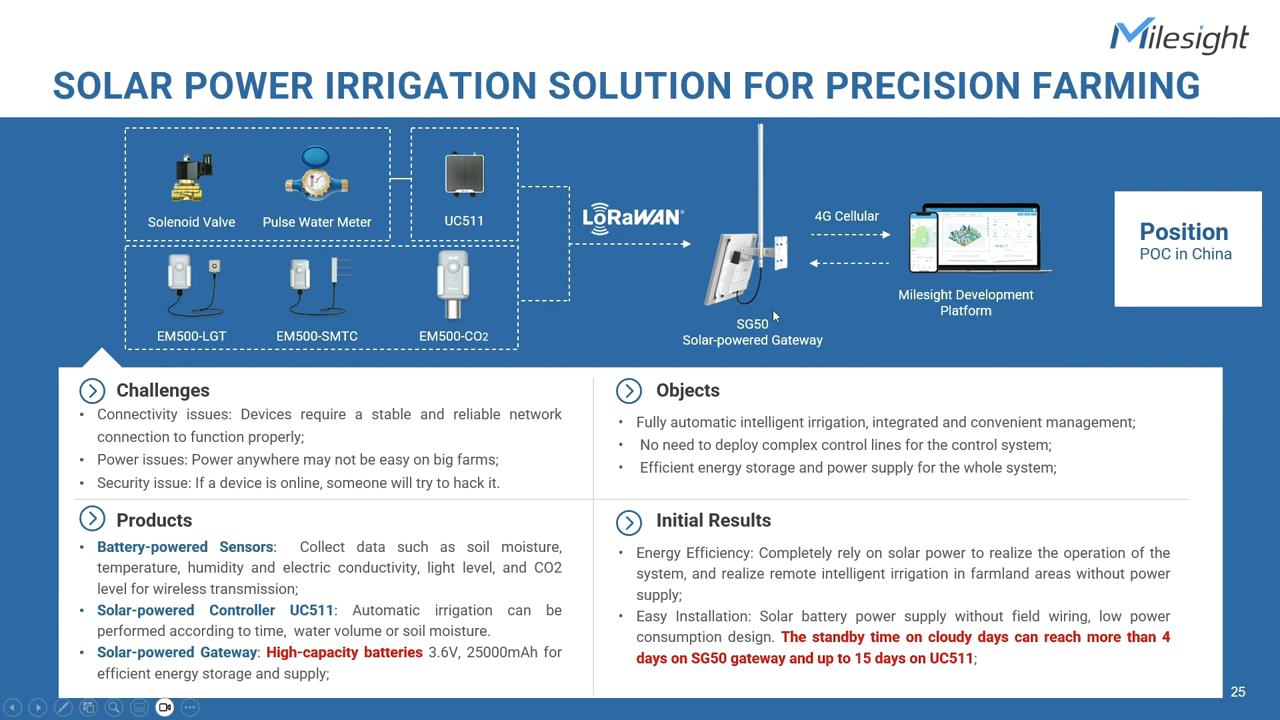 Milesight
SOLAR POWER IRRIGATION SOLUTION FOR PRECISION FARMING
Solenoid Valve
Pulse Water Meter
UC511
EM500-LGT
EM500-SMTC
EM500-CO2
LoRaWAN®
4G Cellular
SG50
Solar-powered Gateway
Milesight Development
Platform
Position
POC in China
Challenges
• Connectivity issues: Devices require a stable and reliable network
connection to function properly;
• Power issues: Power anywhere may not be easy on big farms;
• Security issue: If a device is online, someone will try to hack it.
Objects
• Fully automatic intelligent irrigation, integrated and convenient management;
• No need to deploy complex control lines for the control system;
• Efficient energy storage and power supply for the whole system;
Products
• Battery-powered Sensors: Collect data such as soil moisture,
temperature, humidity and electric conductivity, light level, and CO2
level for wireless transmission;
• Solar-powered Controller UC511: Automatic irrigation can be
performed according to time, water volume or soil moisture.
• Solar-powered Gateway: High-capacity batteries 3.6V, 25000mAh for
efficient energy storage and supply;
Initial Results
• Energy Efficiency: Completely rely on solar power to realize the operation of the
system, and realize remote intelligent irrigation in farmland areas without power
supply;
• Easy Installation: Solar battery power supply without field wiring, low power
consumption design. The standby time on cloudy days can reach more than 4
days on SG50 gateway and up to 15 days on UC511;
25